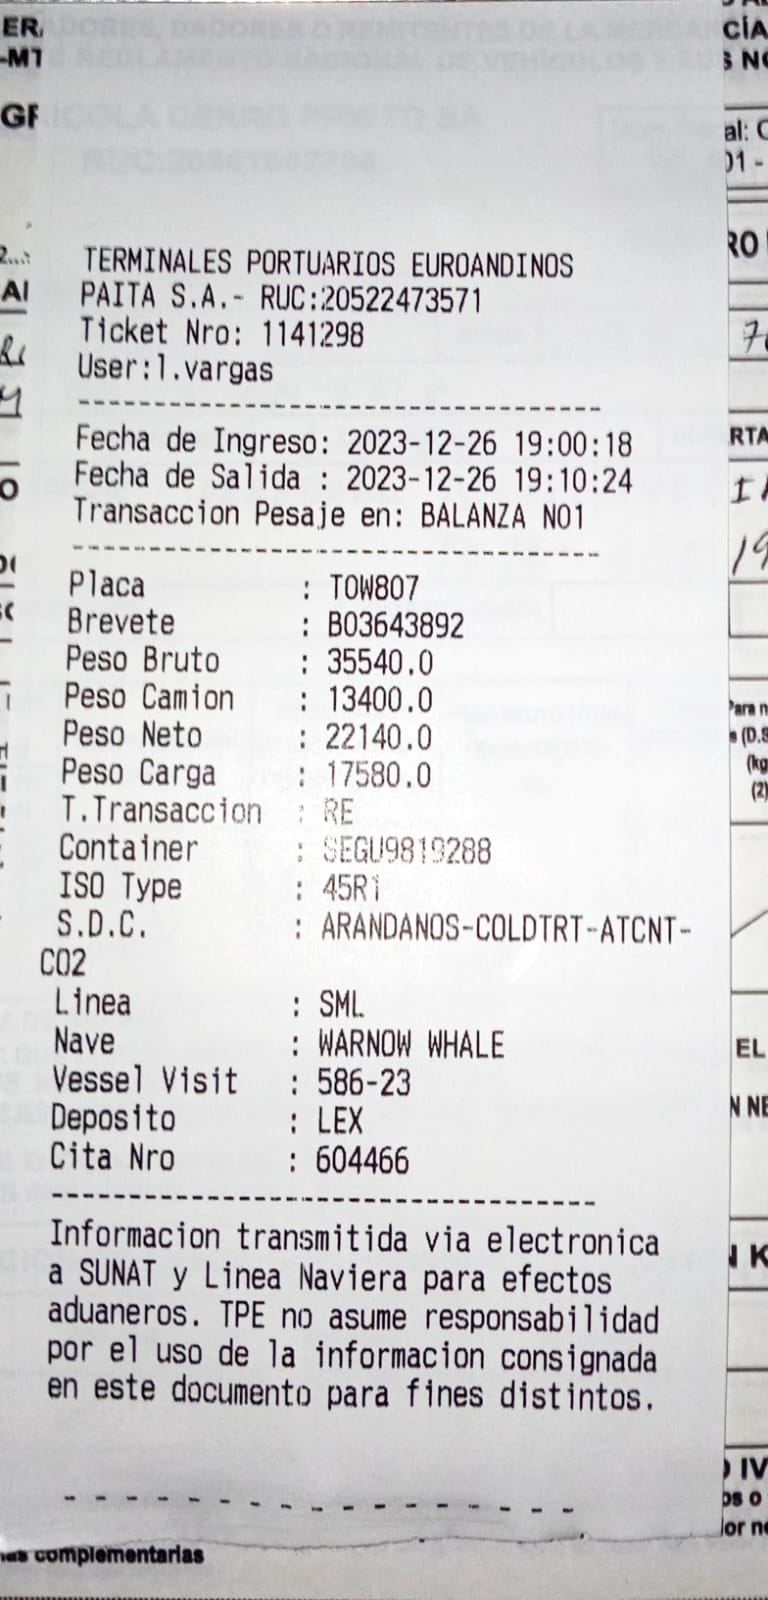 TERMINALES PORTUARIOS EUROANDINOS
PAITA S.A.- RUC:20522473571
Ticket Nro: 1141298
User:l.vargas
Fecha de Ingreso: 2023-12-26 19:00:18
Fecha de Salida : 2023-12-26 19:10:24
Transaccion Pesaje en: BALANZA NO1
Placa : TOW807
Brevete : B03643892
Peso Bruto : 35540.0
Peso Camion : 13400.0
Peso Neto : 22140.0
Peso Carga : 17580.0
T.Transaccion : RE
Container : SEGU9819288
ISO Type : 45R1
S.D.C. : ARANDANOS-COLDTRT-ATCNT-
CO2
Linea : SML
Nave : WARNOW WHALE
Vessel Visit : 586-23
Deposito : LEX
Cita Nro : 604466
Informacion transmitida via electronica
a SUNAT y Linea Naviera para efectos
aduaneros. TPE no asume responsabilidad
por el uso de la informacion consignada
en este documento para fines distintos.
complementarias